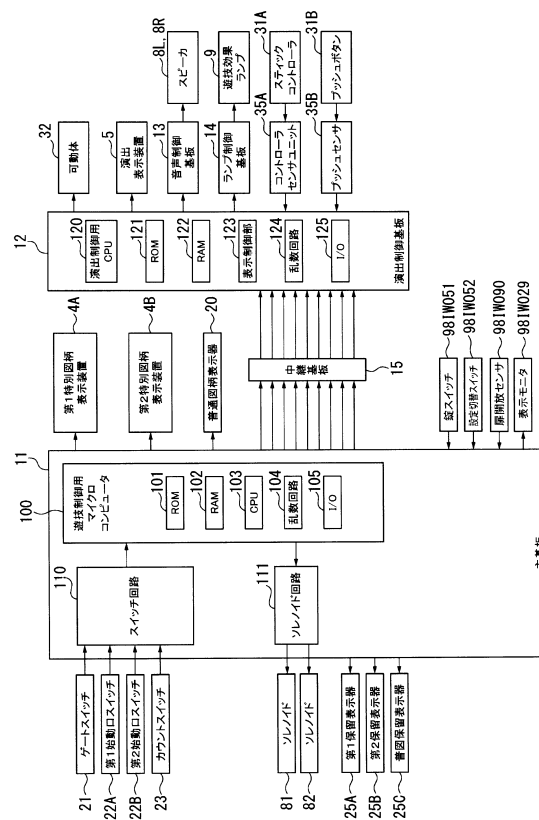 11
100
110
スイッチ回路
遊技制御用
マイクロ
コンピュータ
101
ROM
102
RAM
103
CPU
104
乱数回路
105
I/O
111
ソレノイド回路
主基板
21
ゲートスイッチ
22A
第1始動口スイッチ
22B
第2始動口スイッチ
23
カウントスイッチ
81
ソレノイド
82
ソレノイド
25A
第1保留表示器
25B
第2保留表示器
25C
普図保留表示器
第1特別図柄
表示装置
4A
第2特別図柄
表示装置
4B
普通図柄表示器
20
中継基板
15
錠スイッチ
98IW051
設定切替スイッチ
98IW052
扉開放センサ
98IW090
表示モニタ
98IW029
12
120
演出制御用
CPU
121
ROM
122
RAM
123
表示制御部
124
乱数回路
125
I/O
演出制御基板
32
可動体
5
演出
表示装置
13
音声制御
基板
8L, 8R
スピーカ
14
ランプ制御
基板
9
遊技効果
ランプ
35A
コントローラ
センサユニット
31A
スティック
コントローラ
35B
プッシュセンサ
31B
プッシュボタン